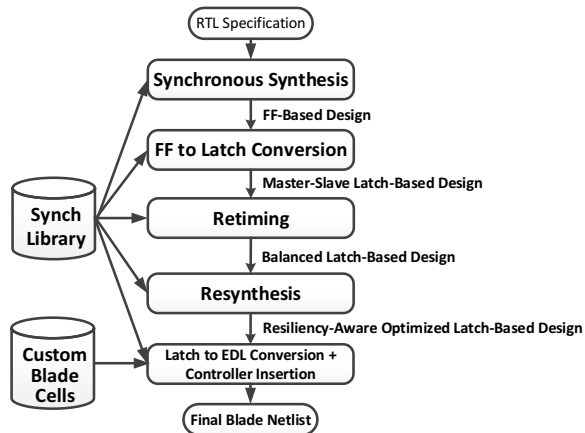 RTL Specification
Synchronous Synthesis
FF-Based Design
FF to Latch Conversion
Master-Slave Latch-Based Design
Synch
Library
Retiming
Balanced Latch-Based Design
Resynthesis
Resiliency-Aware Optimized Latch-Based Design
Custom
Blade
Cells
Latch to EDL Conversion +
Controller Insertion
Final Blade Netlist